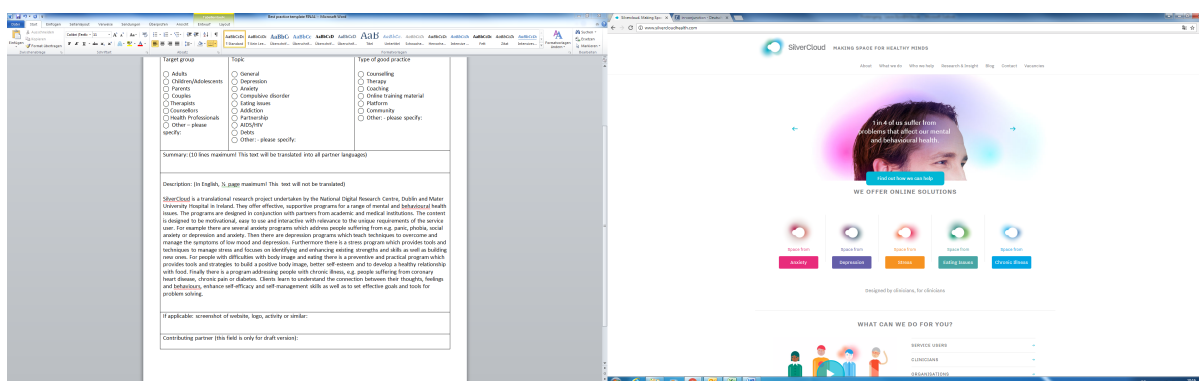 Best practice template FELIU - Microsoft Word
Datei Start Einfügen Seitenlayout Verweise Sendungen Überprüfen Ansicht Entwurf Layout
Target group Topic Type of good practice
Adults
Children/Adolescents
Parents
Couples
Therapists
Counsellors
Health Professionals
Other – please
specify:
General
Depression
Anxiety
Compulsive disorder
Eating issues
Addiction
Partnership
AIDS/HIV
Debts
Other: - please specify:
Counselling
Therapy
Coaching
Online training material
Platform
Community
Other: - please specify:
Summary: (10 lines maximum! This text will be translated into all partner languages)
Description: (In English, ½ page maximum! This text will not be translated)
SilverCloud is a translational research project undertaken by the National Digital Research Centre, Dublin and Mater
University Hospital in Ireland. They offer effective, supportive programs for a range of mental and behavioural health
issues. The programs are designed in conjunction with partners from academic and medical institutions. The content
is designed to be motivational, easy to use and interactive with relevance to the unique requirements of the service
user. For example there are several anxiety programs which address people suffering from e.g. panic, phobia, social
anxiety or depression and anxiety. Then there are depression programs which teach techniques to overcome and
manage the symptoms of low mood and depression. Furthermore there is a stress program which provides tools and
techniques to manage stress and focuses on identifying and enhancing existing strengths and skills as well as building
new ones. For people with difficulties with body image and eating there is a preventive and practical program which
provides tools and strategies to build a positive body image, better self-esteem and to develop a healthy relationship
with food. Finally there is a program addressing people with chronic illness, e.g. people suffering from coronary
heart disease, chronic pain or diabetes. Clients learn to understand the connection between their thoughts, feelings
and behaviours, enhance self-efficacy and self-management skills as well as to set effective goals and tools for
problem solving.
If applicable: screenshot of website, logo, activity or similar:
Contributing partner (this field is only for draft version):
www.silvercloudhealth.com
SilverCloud MAKING SPACE FOR HEALTHY MINDS
About What we do Who we help Research & Insight Blog Contact Vacancies
1 in 4 of us suffer from
problems that affect our mental
and behavioural health.
Find out how we can help
WE OFFER ONLINE SOLUTIONS
Space from Space from Space from Space from Space from
Anxiety Depression Stress Eating Issues Chronic Illness
Designed by clinicians, for clinicians
WHAT CAN WE DO FOR YOU?
SERVICE USERS
CLINICIANS
ORGANISATIONS